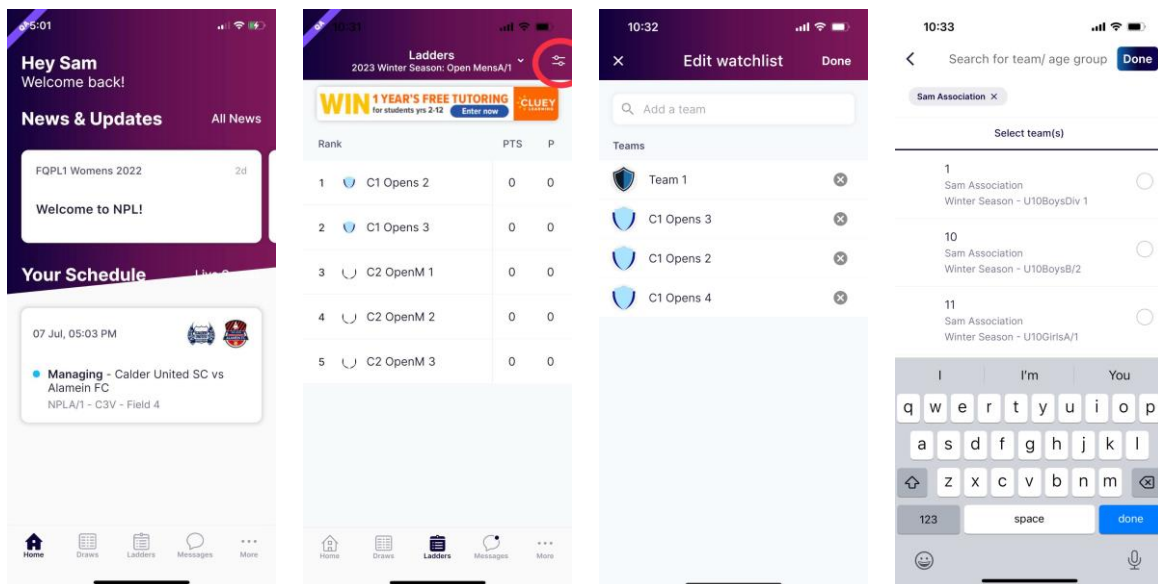 5:01
Hey Sam
Welcome back!
News & Updates
All News
FQPL1 Womens 2022
2d
Welcome to NPL!
Your Schedule
07 Jul, 05:03 PM
Managing - Calder United SC vs
Alamein FC
NPLA/1 - C3V - Field 4
Home
Draws
Ladders
Messages
More
10:31
Ladders
2023 Winter Season: Open MensA/1
WIN
1 YEAR'S FREE TUTORING
for students yrs 2-12
Enter now
CLUEY
LEARNING
Rank PTS P
1 C1 Opens 2 0 0
2 C1 Opens 3 0 0
3 C2 OpenM 1 0 0
4 C2 OpenM 2 0 0
5 C2 OpenM 3 0 0
Home
Draws
Ladders
Messages
More
10:32
Edit watchlist
Done
Add a team
Teams
Team 1
C1 Opens 3
C1 Opens 2
C1 Opens 4
10:33
Search for team/ age group
Done
Sam Association ×
Select team(s)
1
Sam Association
Winter Season - U10BoysDiv 1
10
Sam Association
Winter Season - U10BoysB/2
11
Sam Association
Winter Season - U10GirlsA/1
I I'm You
q w e r t y u i o p
a s d f g h j k l
z x c v b n m
123 space done